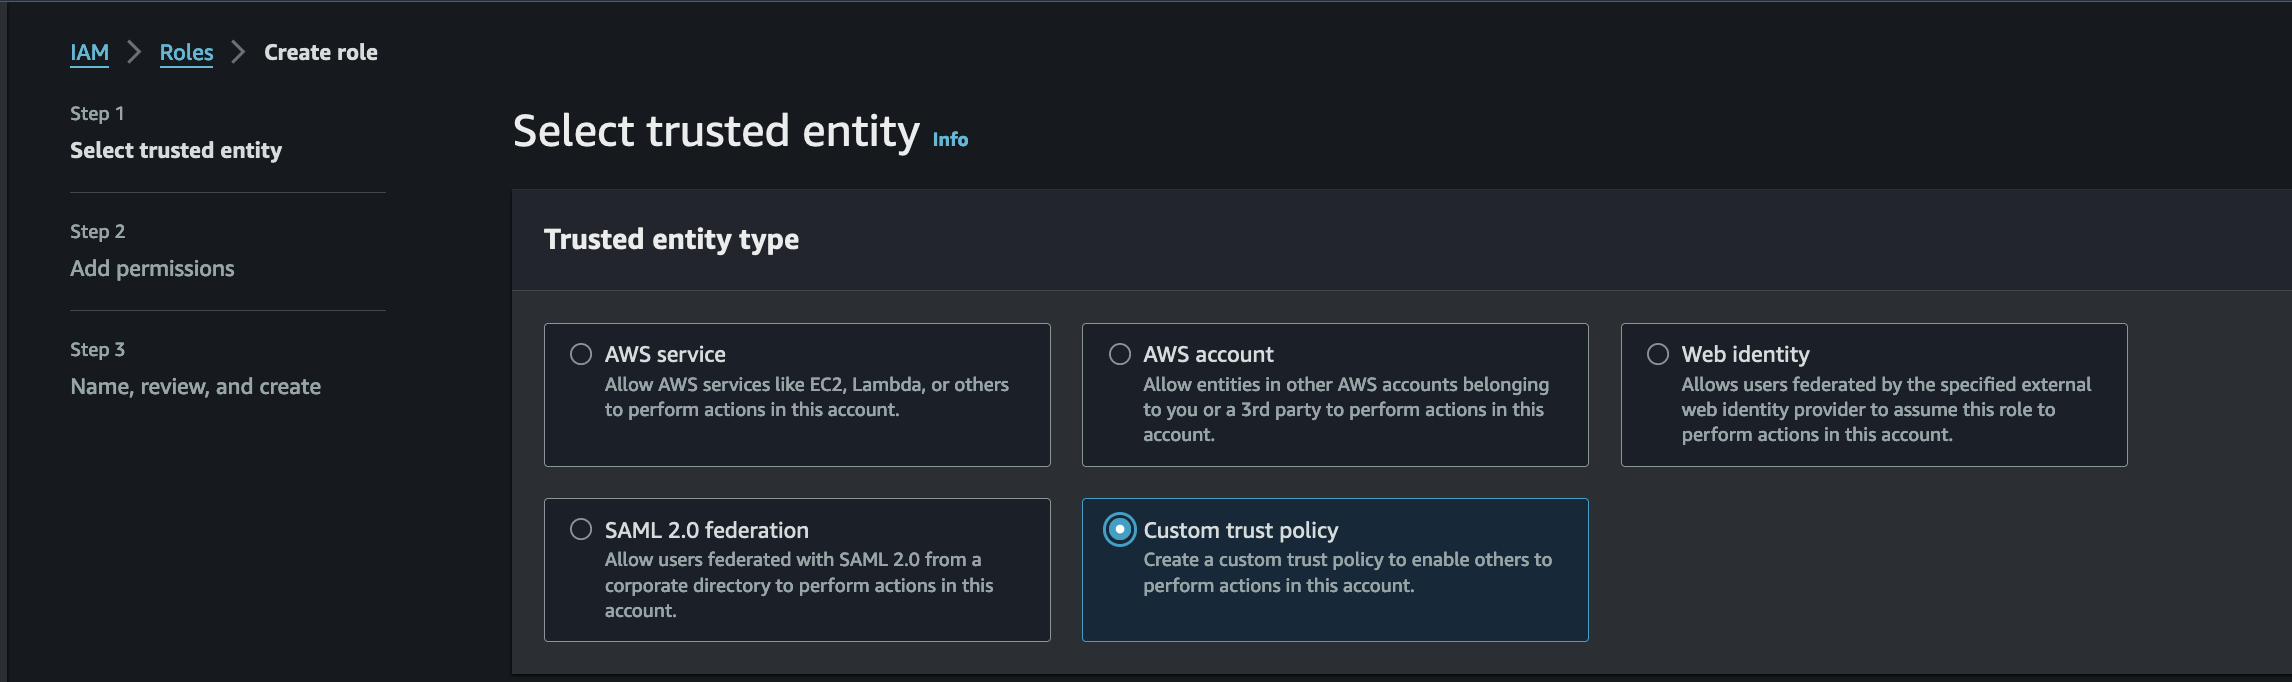 IAM > Roles > Create role
Step 1
Select trusted entity
Step 2
Add permissions
Step 3
Name, review, and create
Select trusted entity Info
Trusted entity type
AWS service
Allow AWS services like EC2, Lambda, or others
to perform actions in this account.
AWS account
Allow entities in other AWS accounts belonging
to you or a 3rd party to perform actions in this
account.
Web identity
Allows users federated by the specified external
web identity provider to assume this role to
perform actions in this account.
SAML 2.0 federation
Allow users federated with SAML 2.0 from a
corporate directory to perform actions in this
account.
Custom trust policy
Create a custom trust policy to enable others to
perform actions in this account.